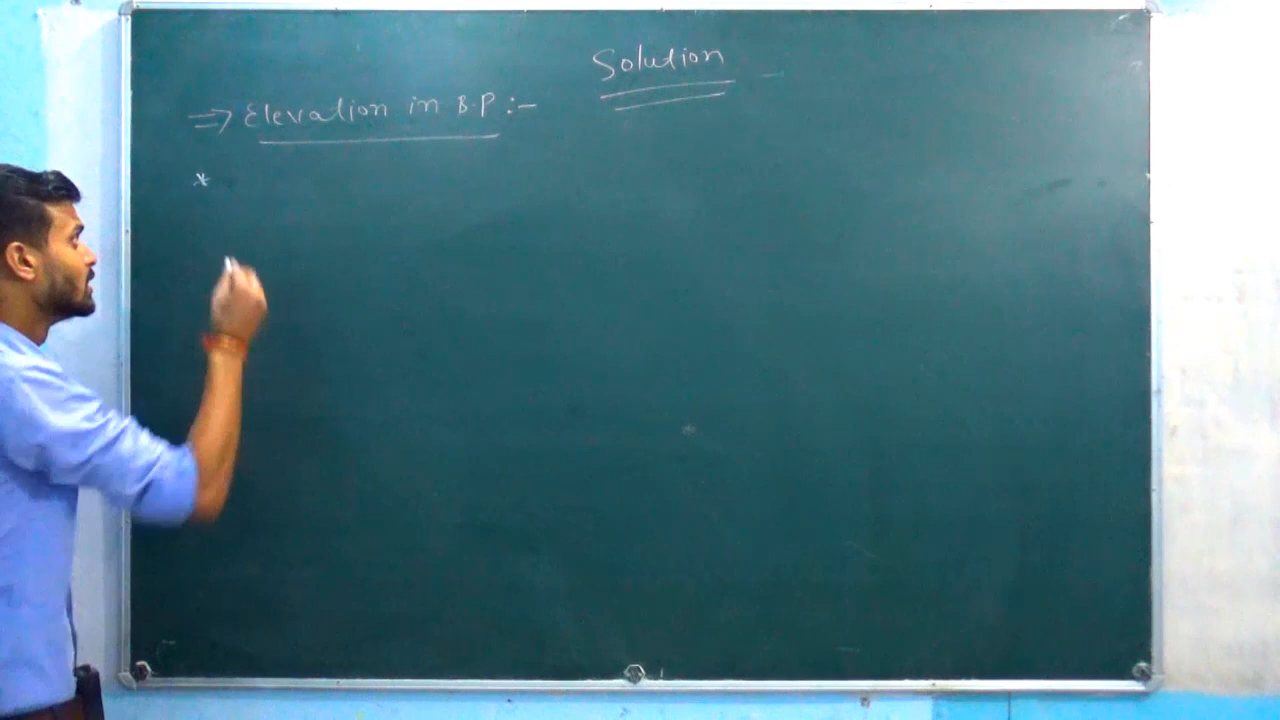 Solution
=> Elevation in B.P :-
*